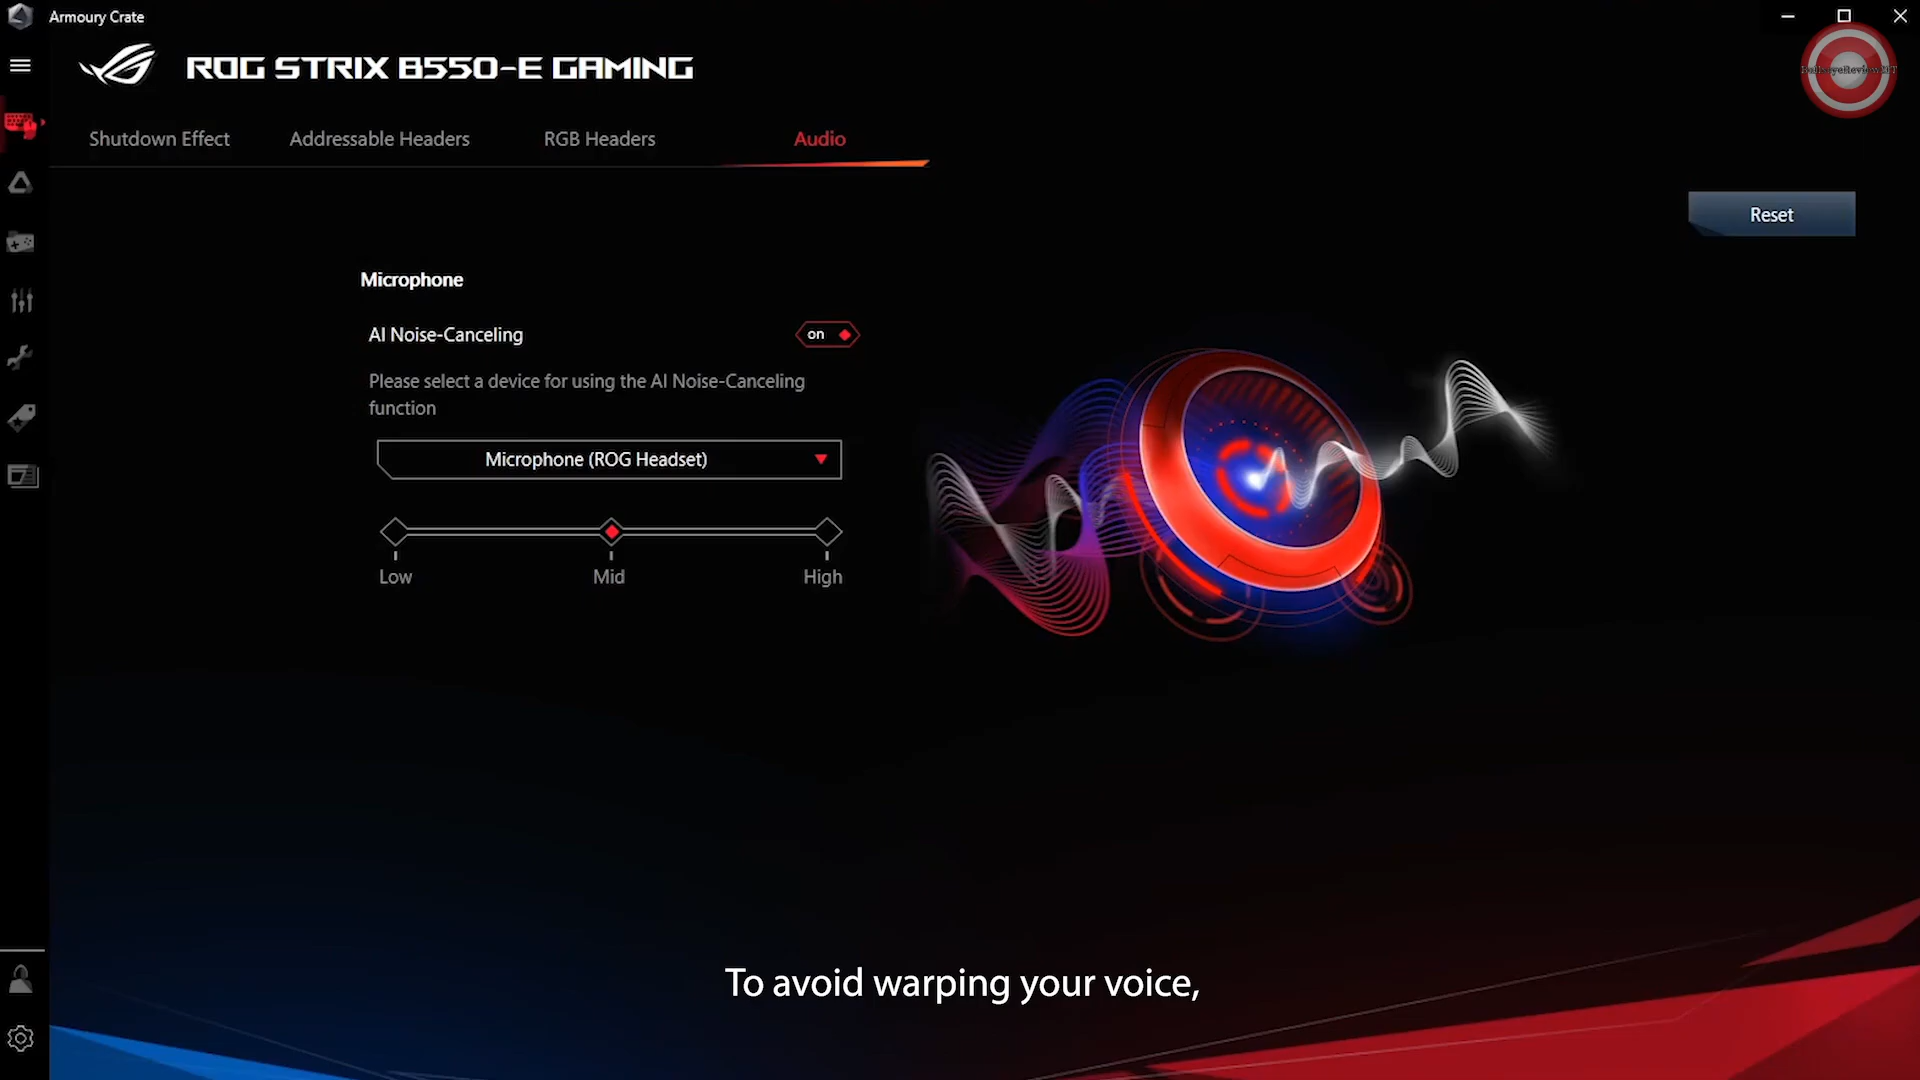 Armoury Crate
ROG STRIX B550-E GAMING
Shutdown Effect
Addressable Headers
RGB Headers
Audio
Reset
Microphone
AI Noise-Canceling
on
Please select a device for using the AI Noise-Canceling
function
Microphone (ROG Headset)
Low
Mid
High
To avoid warping your voice,